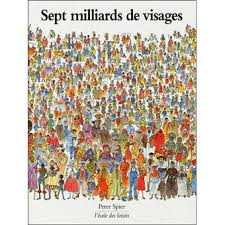 Sept milliards de visages
Peter Spier
l'école des loisirs